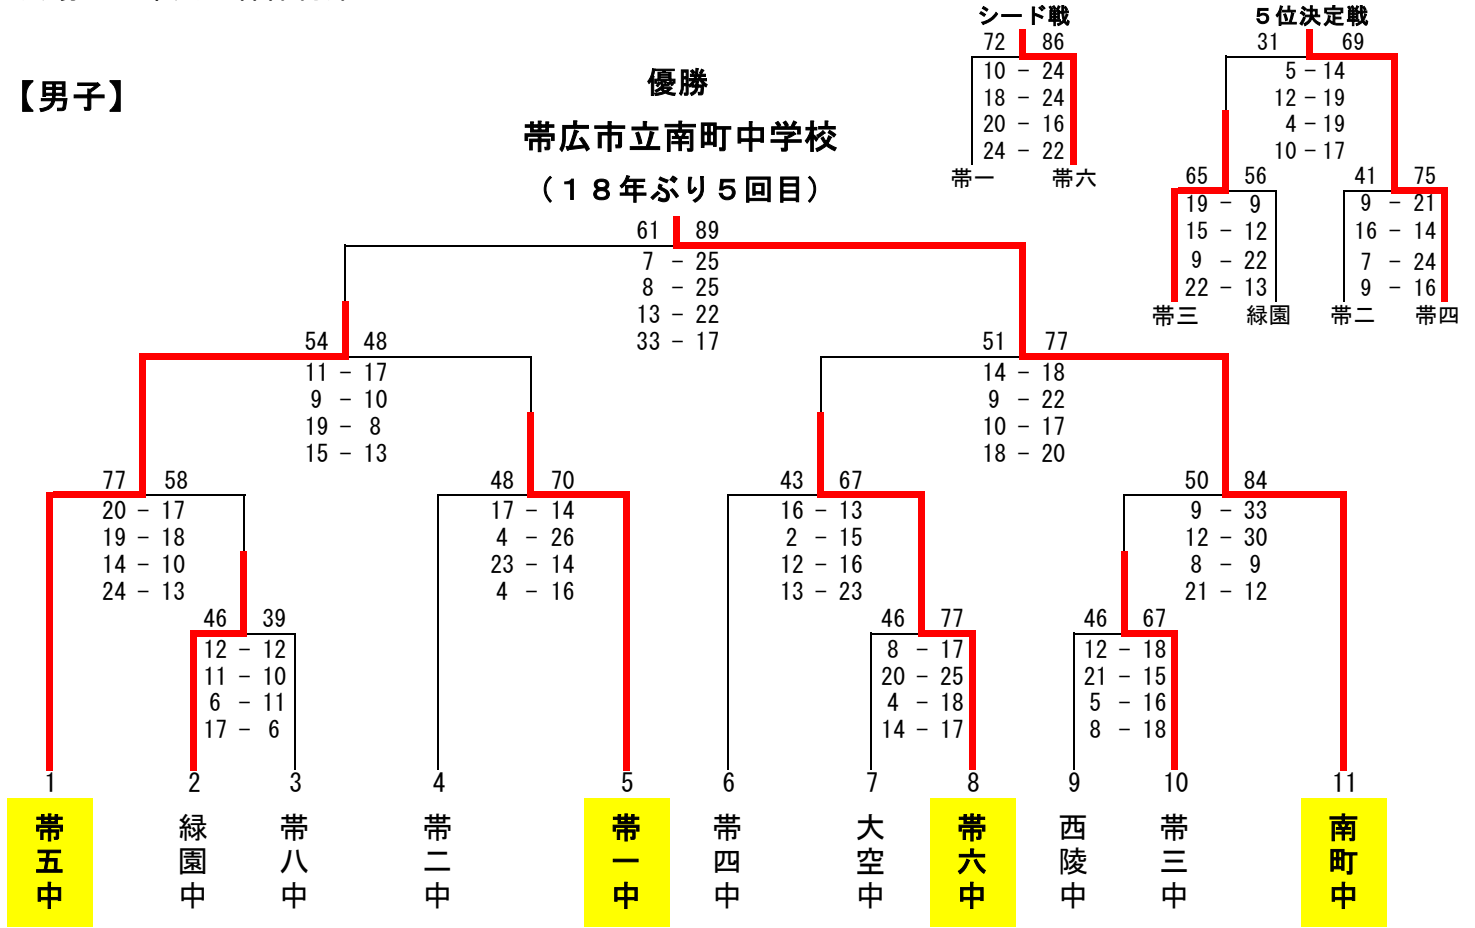 シード戦
72 86
10 - 24
18 - 24
20 - 16
24 - 22
帯一 帯六
５位決定戦
31 69
5 - 14
12 - 19
4 - 19
10 - 17
65 56
19 - 9
15 - 12
9 - 22
22 - 13
帯三 緑園
41 75
9 - 21
16 - 14
7 - 24
9 - 16
帯二 帯四
【男子】
優勝
帯広市立南町中学校
（１８年ぶり５回目）
61 89
7 - 25
8 - 25
13 - 22
33 - 17
54 48
11 - 17
9 - 10
19 - 8
15 - 13
51 77
14 - 18
9 - 22
10 - 17
18 - 20
77 58
20 - 17
19 - 18
14 - 10
24 - 13
48 70
17 - 14
4 - 26
23 - 14
4 - 16
43 67
16 - 13
2 - 15
12 - 16
13 - 23
50 84
9 - 33
12 - 30
8 - 9
21 - 12
46 39
12 - 12
11 - 10
6 - 11
17 - 6
46 77
8 - 17
20 - 25
4 - 18
14 - 17
46 67
12 - 18
21 - 15
5 - 16
8 - 18
1 2 3 4 5 6 7 8 9 10 11
帯五中
緑園中
帯八中
帯二中
帯一中
帯四中
大空中
帯六中
西陵中
帯三中
南町中